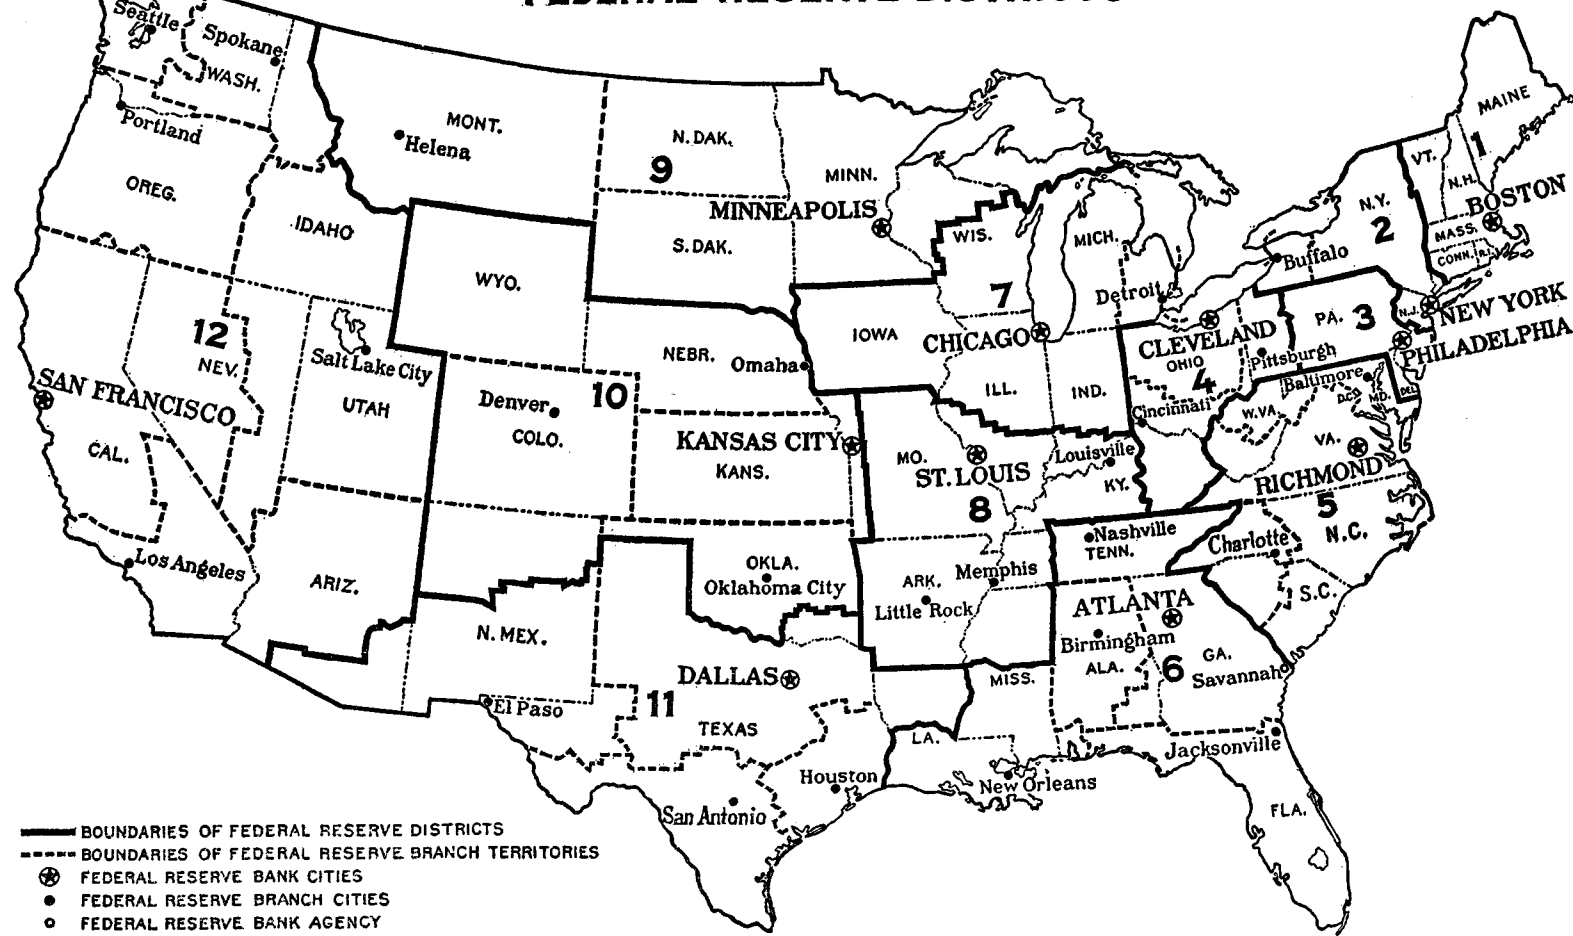 FEDERAL RESERVE DISTRICTS
Seattle
Spokane
WASH.
Portland
OREG.
IDAHO
MONT.
Helena
N. DAK.
9
MINN.
MINNEAPOLIS
S. DAK.
WYO.
WIS.
MICH.
7
Detroit
CHICAGO
IOWA
ILL.
IND.
MAINE
1
VT.
N.H.
BOSTON
MASS.
CONN.
R.I.
N.Y.
2
Buffalo
NEW YORK
N.J.
PA.
3
PHILADELPHIA
CLEVELAND
OHIO
4
Pittsburgh
Cincinnati
Baltimore
D.C.
MD.
DEL.
W.VA.
VA.
RICHMOND
5
N.C.
Charlotte
S.C.
12
NEV.
Salt Lake City
UTAH
SAN FRANCISCO
CAL.
Los Angeles
ARIZ.
NEBR.
Omaha
10
Denver
COLO.
KANSAS CITY
KANS.
MO.
ST. LOUIS
8
Louisville
KY.
Nashville
TENN.
Memphis
ARK.
Little Rock
OKLA.
Oklahoma City
N. MEX.
El Paso
DALLAS
11
TEXAS
Houston
San Antonio
LA.
New Orleans
MISS.
ATLANTA
Birmingham
ALA.
6
GA.
Savannah
Jacksonville
FLA.
BOUNDARIES OF FEDERAL RESERVE DISTRICTS
BOUNDARIES OF FEDERAL RESERVE BRANCH TERRITORIES
FEDERAL RESERVE BANK CITIES
FEDERAL RESERVE BRANCH CITIES
FEDERAL RESERVE BANK AGENCY